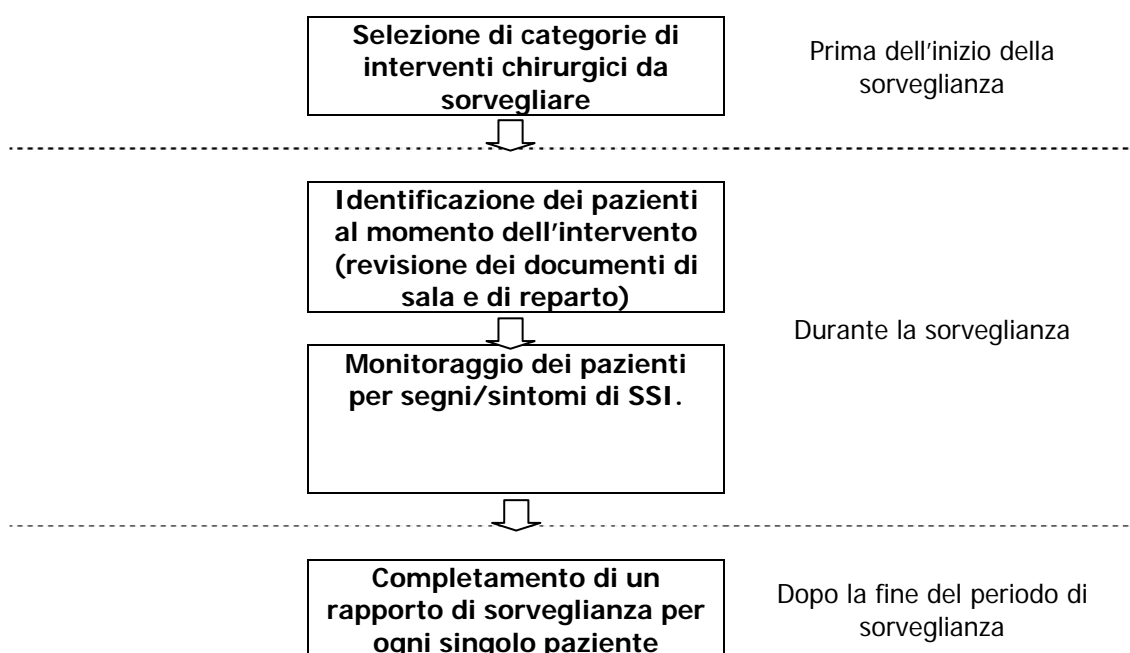 Selezione di categorie di
interventi chirurgici da
sorvegliare
Prima dell’inizio della
sorveglianza
Identificazione dei pazienti
al momento dell’intervento
(revisione dei documenti di
sala e di reparto)
Durante la sorveglianza
Monitoraggio dei pazienti
per segni/sintomi di SSI.
Completamento di un
rapporto di sorveglianza per
ogni singolo paziente
Dopo la fine del periodo di
sorveglianza